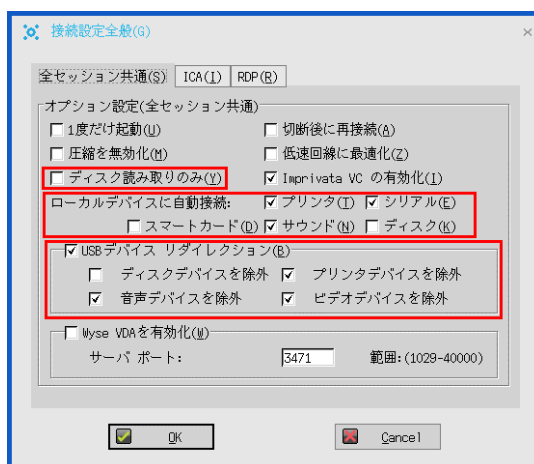 接続設定全般(G)
全セッション共通(S) ICA(I) RDP(R)
オプション設定(全セッション共通)
1度だけ起動(U) 切断後に再接続(A)
圧縮を無効化(M) 低速回線に最適化(Z)
ディスク読み取りのみ(Y) Imprivata VC の有効化(I)
ローカルデバイスに自動接続: プリンタ(T) シリアル(E)
スマートカード(D) サウンド(N) ディスク(K)
USBデバイス リダイレクション(B)
ディスクデバイスを除外 プリンタデバイスを除外
音声デバイスを除外 ビデオデバイスを除外
Wyse VDAを有効化(W)
サーバ ポート: 3471 範囲:(1029-40000)
OK Cancel